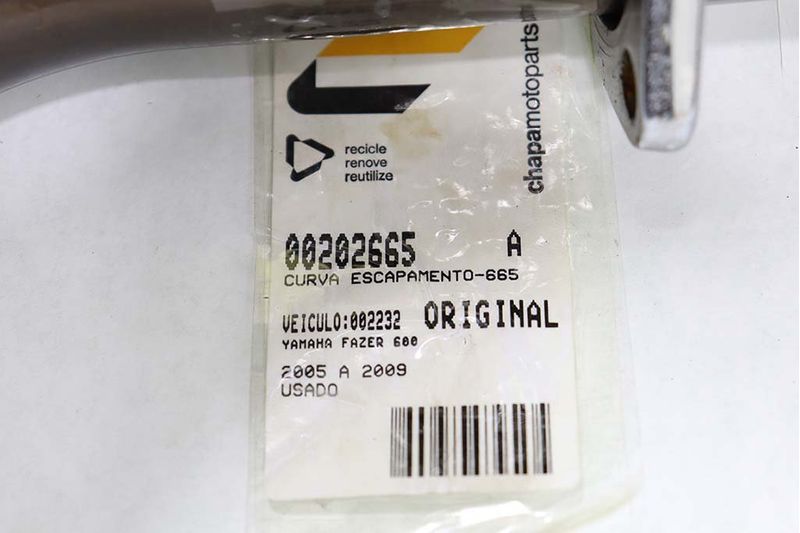 chapamotoparts
recicle
renove
reutilize
00202665 A
CURVA ESCAPAMENTO-665
VEICULO:002232 ORIGINAL
YAMAHA FAZER 600
2005 A 2009
USADO